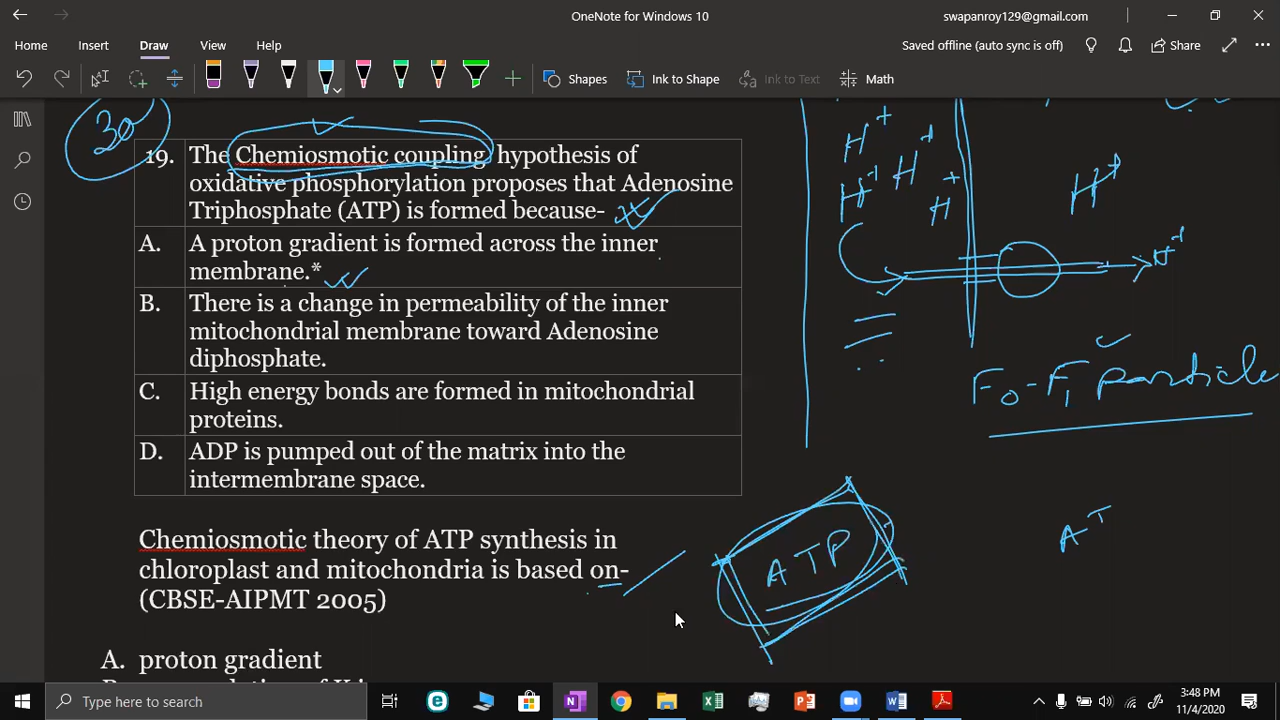 OneNote for Windows 10
swapanroy129@gmail.com
Home Insert Draw View Help
Saved offline (auto sync is off)
Share
Shapes
Ink to Shape
Ink to Text
Math
30
19. The Chemiosmotic coupling hypothesis of
oxidative phosphorylation proposes that Adenosine
Triphosphate (ATP) is formed because-
A. A proton gradient is formed across the inner
membrane.*
B. There is a change in permeability of the inner
mitochondrial membrane toward Adenosine
diphosphate.
C. High energy bonds are formed in mitochondrial
proteins.
D. ADP is pumped out of the matrix into the
intermembrane space.
H+
H+
H+
H+
H+
H+
F0-F1 particle
ATP
AT
Chemiosmotic theory of ATP synthesis in
chloroplast and mitochondria is based on-
(CBSE-AIPMT 2005)
A. proton gradient
Type here to search
3:48 PM
11/4/2020